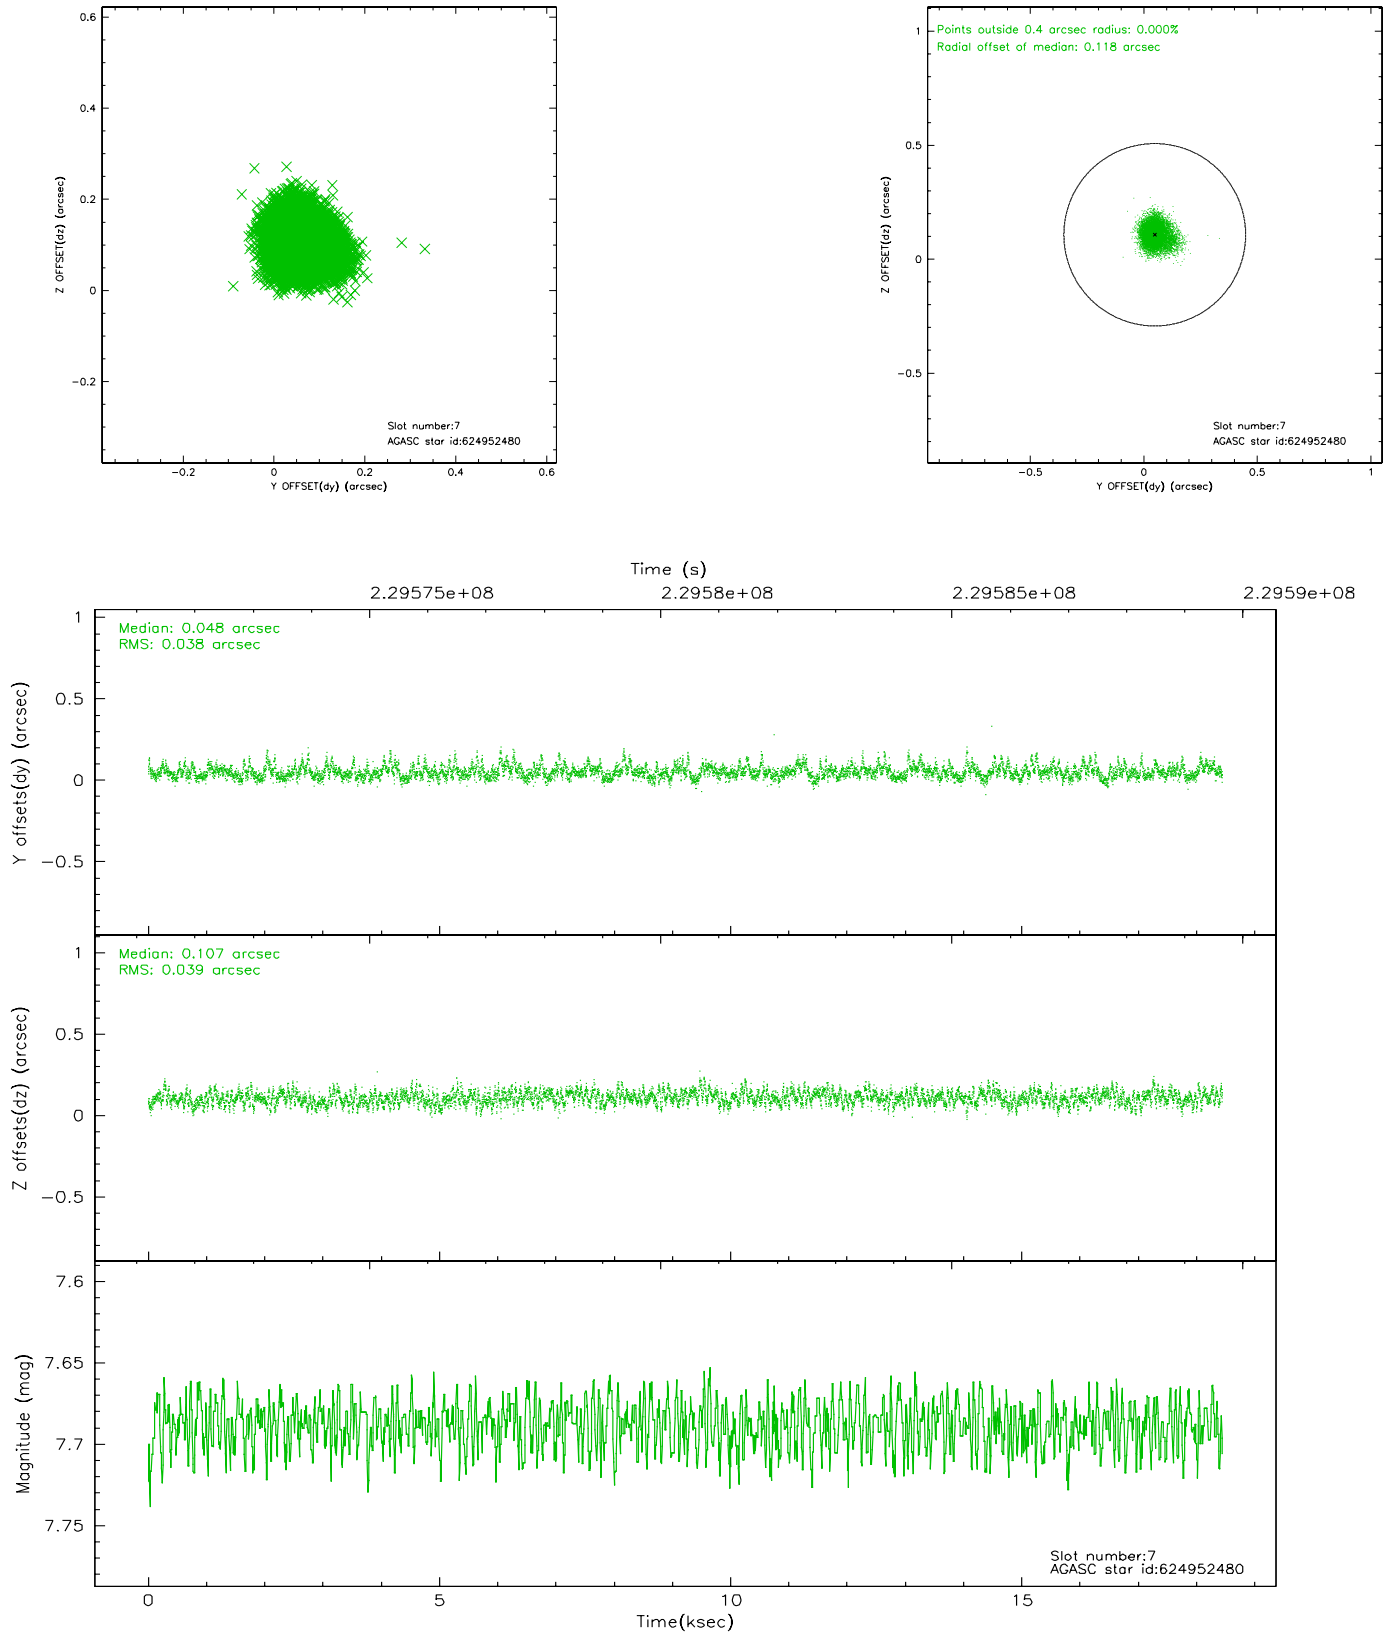 0.6
0.4
0.2
0
−0.2
Z OFFSET(dz) (arcsec)
−0.2 0 0.2 0.4 0.6
Y OFFSET(dy) (arcsec)
Slot number:7
AGASC star id:624952480
Points outside 0.4 arcsec radius: 0.000%
Radial offset of median: 0.118 arcsec
1
0.5
0
−0.5
Z OFFSET(dz) (arcsec)
−0.5 0 0.5 1
Y OFFSET(dy) (arcsec)
Slot number:7
AGASC star id:624952480
Time (s)
2.29575e+08 2.2958e+08 2.29585e+08 2.2959e+08
Median: 0.048 arcsec
RMS: 0.038 arcsec
1
0.5
0
−0.5
Y offsets(dy) (arcsec)
Median: 0.107 arcsec
RMS: 0.039 arcsec
1
0.5
0
−0.5
Z offsets(dz) (arcsec)
7.6
7.65
7.7
7.75
Magnitude (mag)
Slot number:7
AGASC star id:624952480
0 5 10 15
Time(ksec)